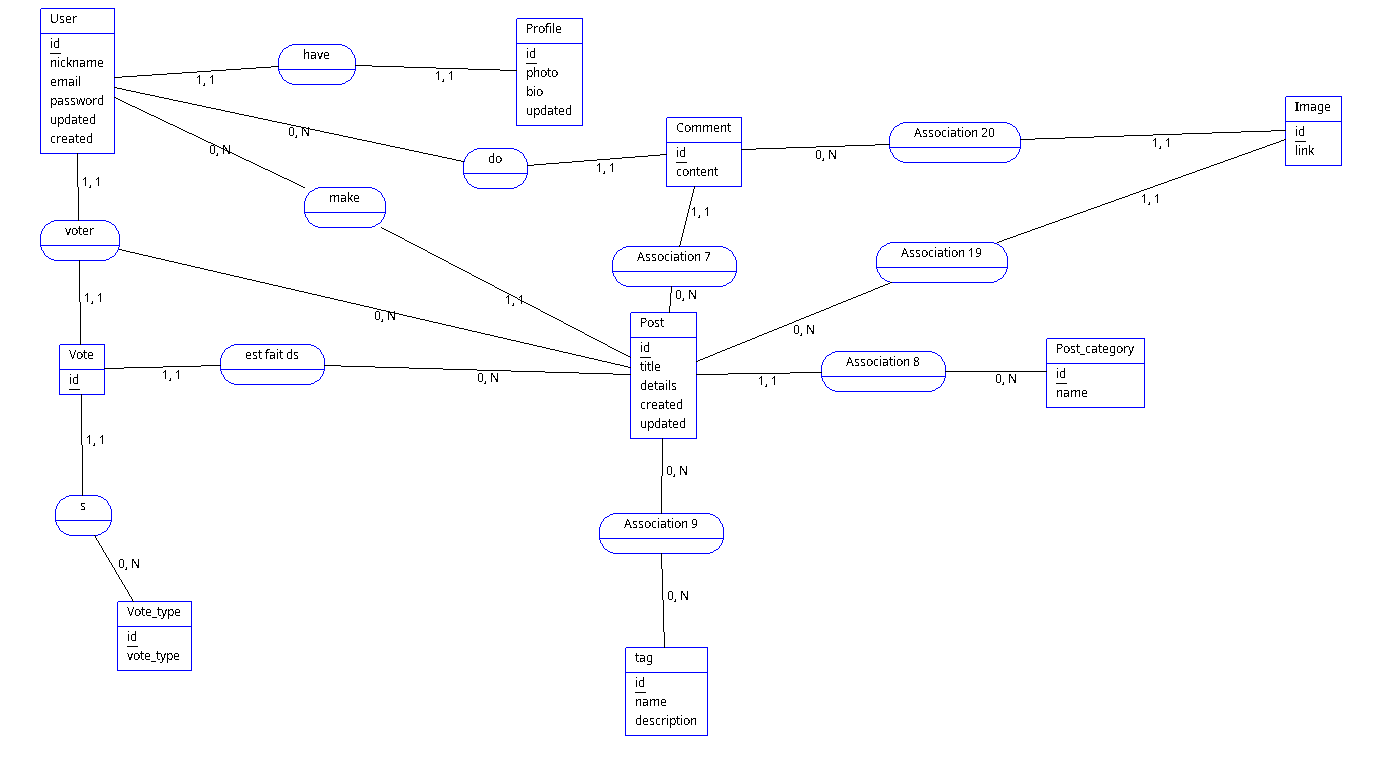 User
id
nickname
email
password
updated
created
have
1, 1
1, 1
Profile
id
photo
bio
updated
0, N
do
1, 1
Comment
id
content
0, N
Association 20
1, 1
Image
id
link
0, N
make
1, 1
1, 1
voter
1, 1
0, N
1, 1
Association 7
0, N
Association 19
1, 1
0, N
Vote
id
1, 1
est fait ds
0, N
Post
id
title
details
created
updated
1, 1
Association 8
0, N
Post_category
id
name
1, 1
s
0, N
Vote_type
id
vote_type
0, N
Association 9
0, N
tag
id
name
description